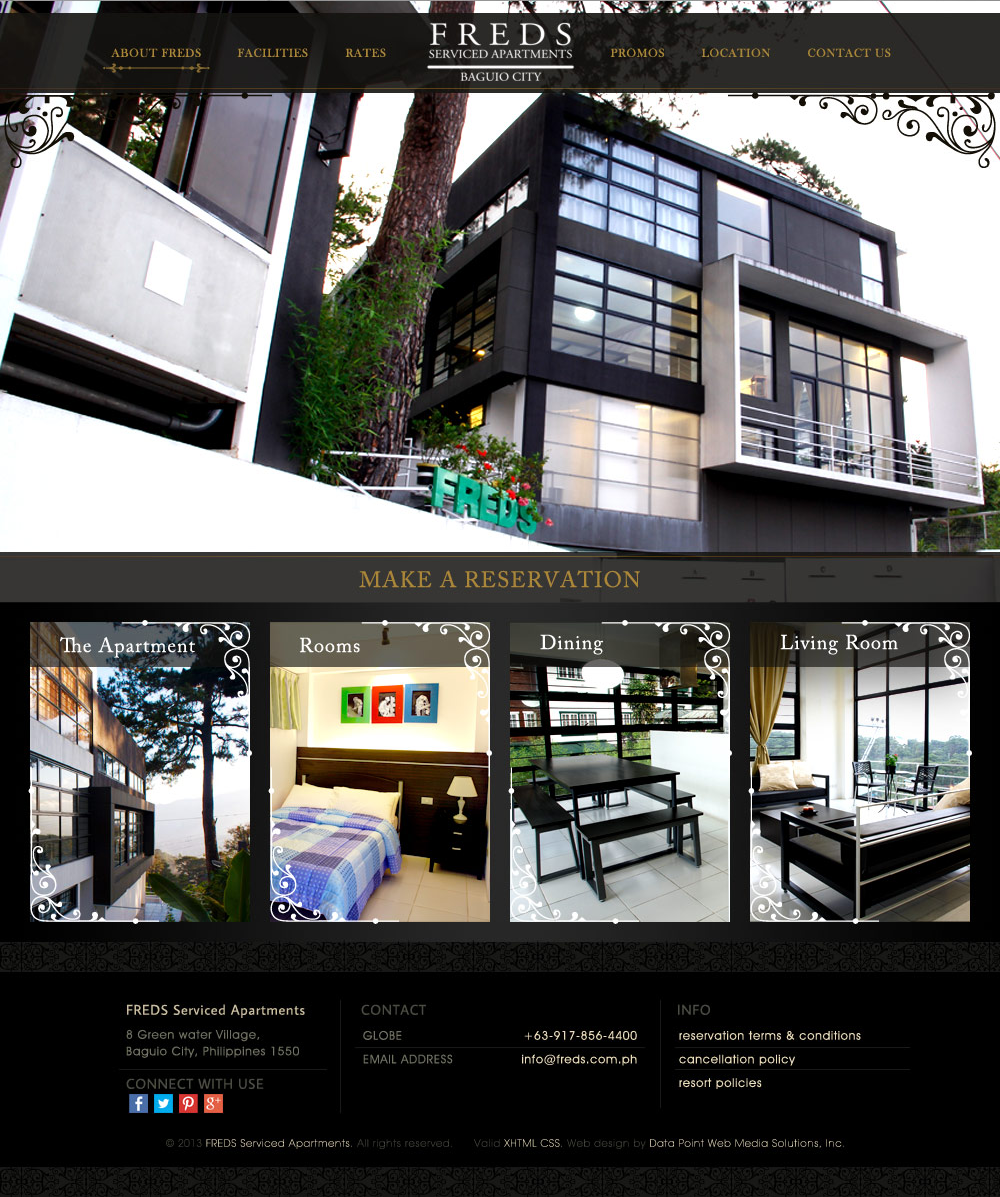 ABOUT FREDS FACILITIES RATES FREDS PROMOS LOCATION CONTACT US
SERVICED APARTMENTS
BAGUIO CITY
FREDS
MAKE A RESERVATION
The Apartment Rooms Dining Living Room
FREDS Serviced Apartments
8 Green water Village,
Baguio City, Philippines 1550
CONNECT WITH USE
CONTACT
GLOBE +63-917-856-4400
EMAIL ADDRESS info@freds.com.ph
INFO
reservation terms & conditions
cancellation policy
resort policies
© 2013 FREDS Serviced Apartments. All rights reserved. Valid XHTML CSS. Web design by Data Point Web Media Solutions, Inc.